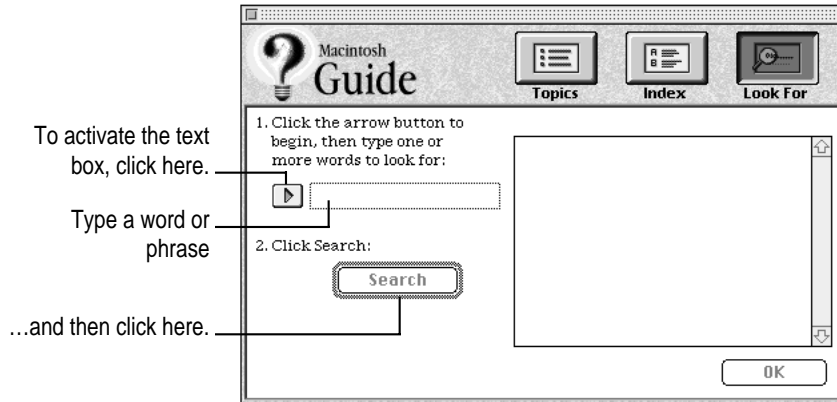 Macintosh
Guide
Topics
Index
Look For
To activate the text
box, click here.
1. Click the arrow button to
begin, then type one or
more words to look for:
Type a word or
phrase
2. Click Search:
Search
…and then click here.
OK